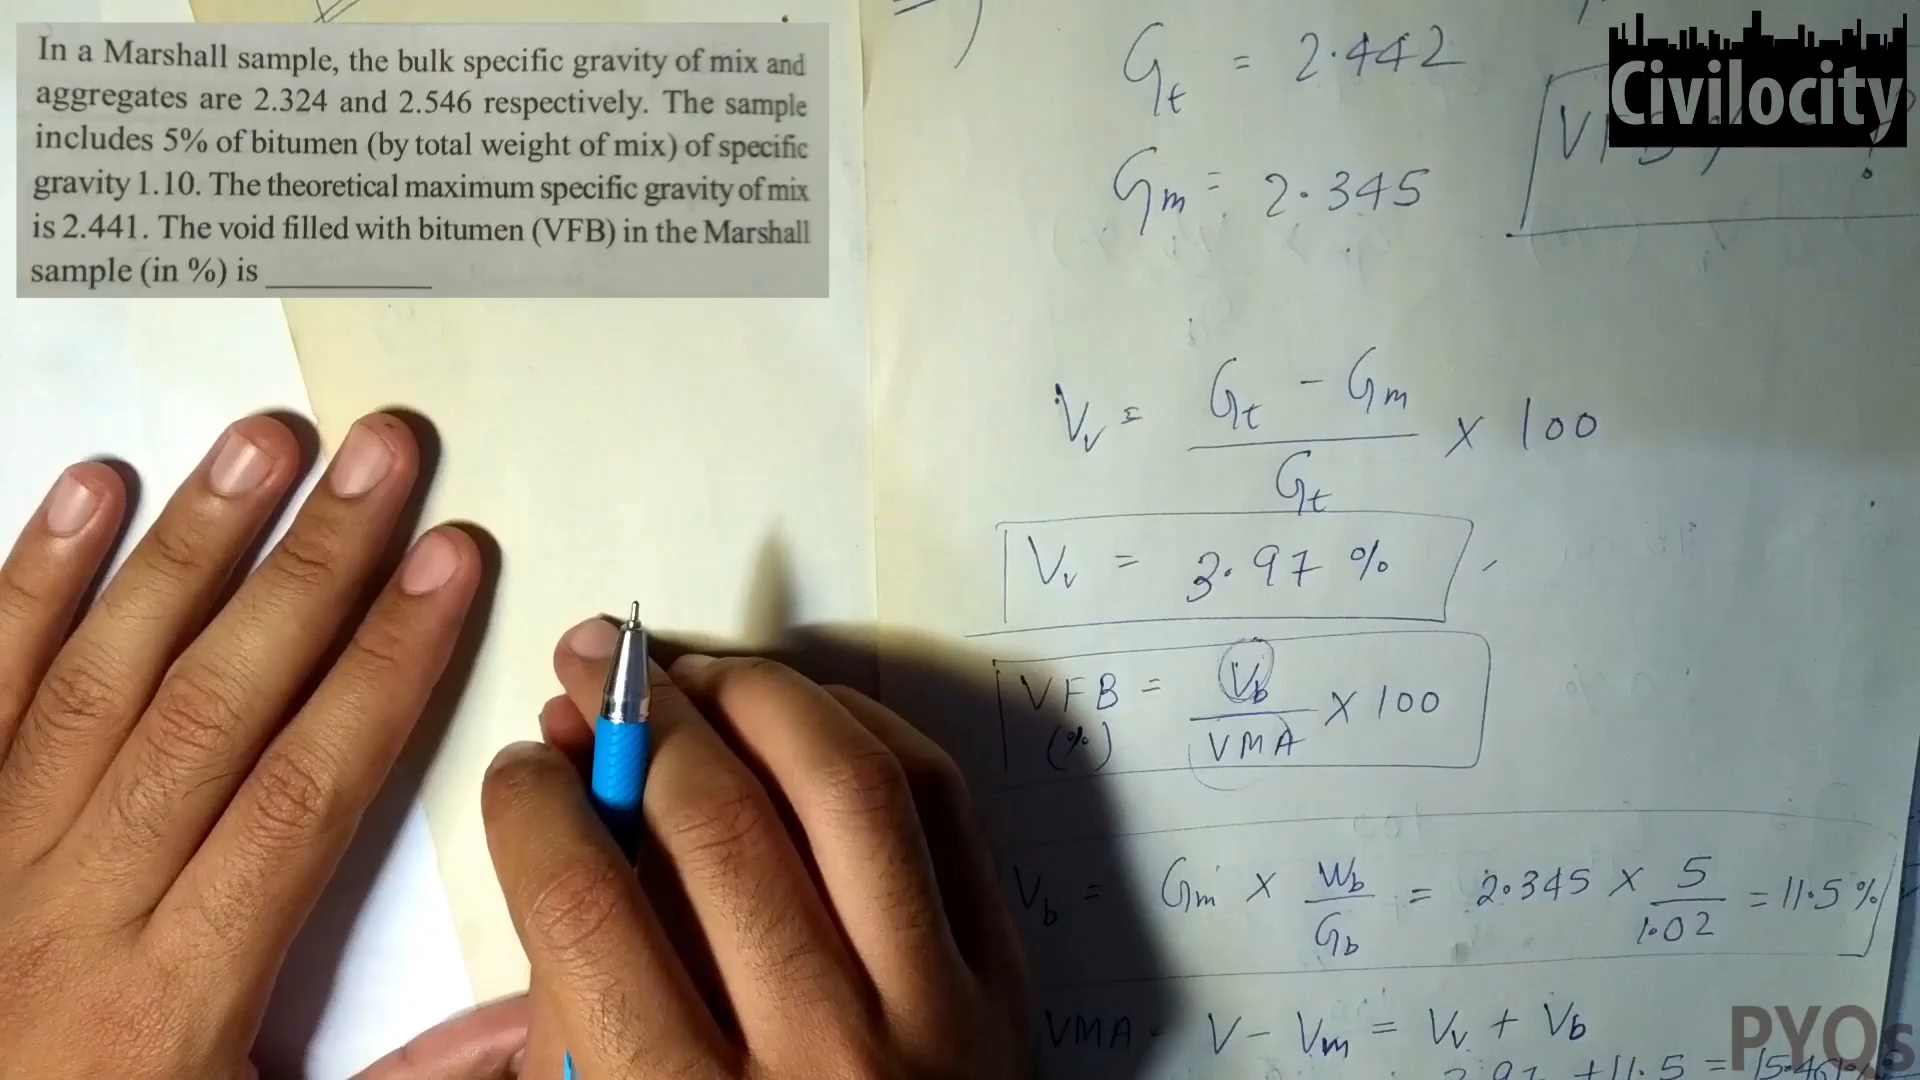 In a Marshall sample, the bulk specific gravity of mix and
aggregates are 2.324 and 2.546 respectively. The sample
includes 5% of bitumen (by total weight of mix) of specific
gravity 1.10. The theoretical maximum specific gravity of mix
is 2.441. The void filled with bitumen (VFB) in the Marshall
sample (in %) is ___________
Civilocity
Gt = 2.442
Gm = 2.345
Vv = (Gt - Gm) / Gt × 100
Vv = 3.97 %
VFB (%) = Vb / VMA × 100
Vb = Gm × Wb / Gb = 2.345 × 5 / 1.02 = 11.5 %
VMA = V - Vm = Vv + Vb
+ 11.5 =
PYQs